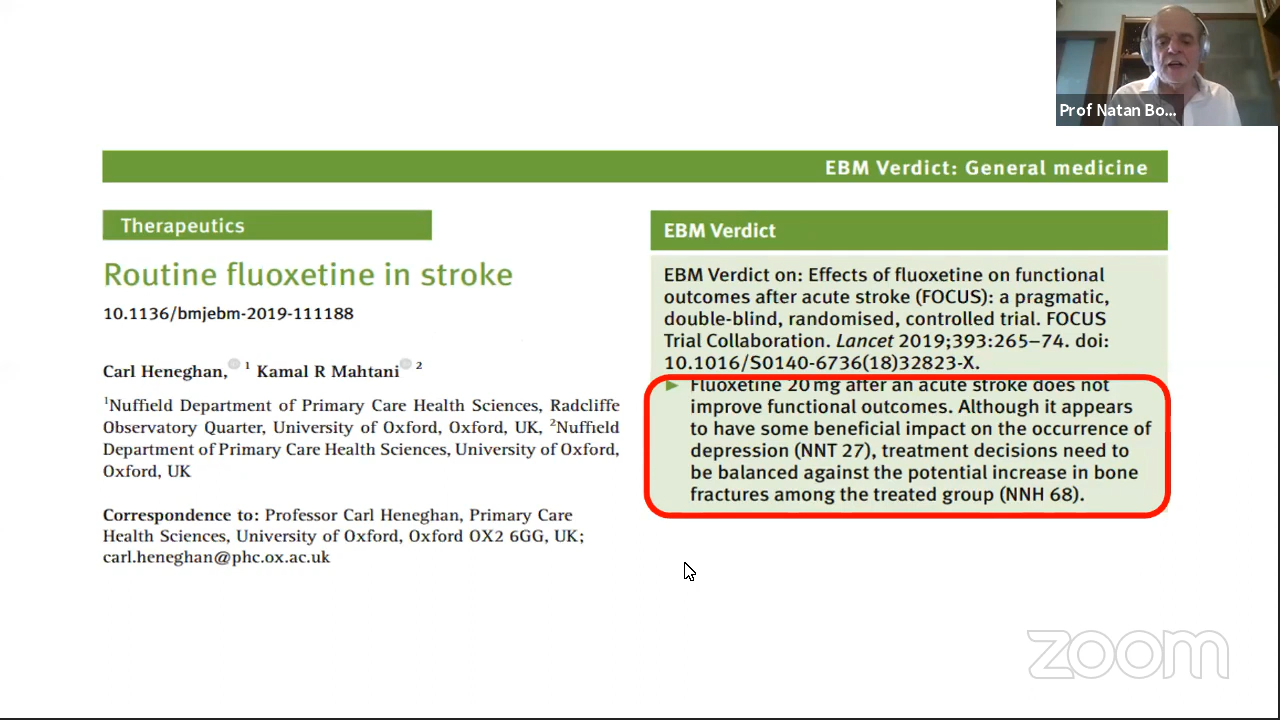 Prof Natan Bo...
EBM Verdict: General medicine
Therapeutics
Routine fluoxetine in stroke
10.1136/bmjebm-2019-111188
Carl Heneghan, 1 Kamal R Mahtani 2
1Nuffield Department of Primary Care Health Sciences, Radcliffe
Observatory Quarter, University of Oxford, Oxford, UK, 2Nuffield
Department of Primary Care Health Sciences, University of Oxford,
Oxford, UK
Correspondence to: Professor Carl Heneghan, Primary Care
Health Sciences, University of Oxford, Oxford OX2 6GG, UK;
carl.heneghan@phc.ox.ac.uk
EBM Verdict
EBM Verdict on: Effects of fluoxetine on functional
outcomes after acute stroke (FOCUS): a pragmatic,
double-blind, randomised, controlled trial. FOCUS
Trial Collaboration. Lancet 2019;393:265–74. doi:
10.1016/S0140-6736(18)32823-X.
Fluoxetine 20 mg after an acute stroke does not
improve functional outcomes. Although it appears
to have some beneficial impact on the occurrence of
depression (NNT 27), treatment decisions need to
be balanced against the potential increase in bone
fractures among the treated group (NNH 68).
zoom